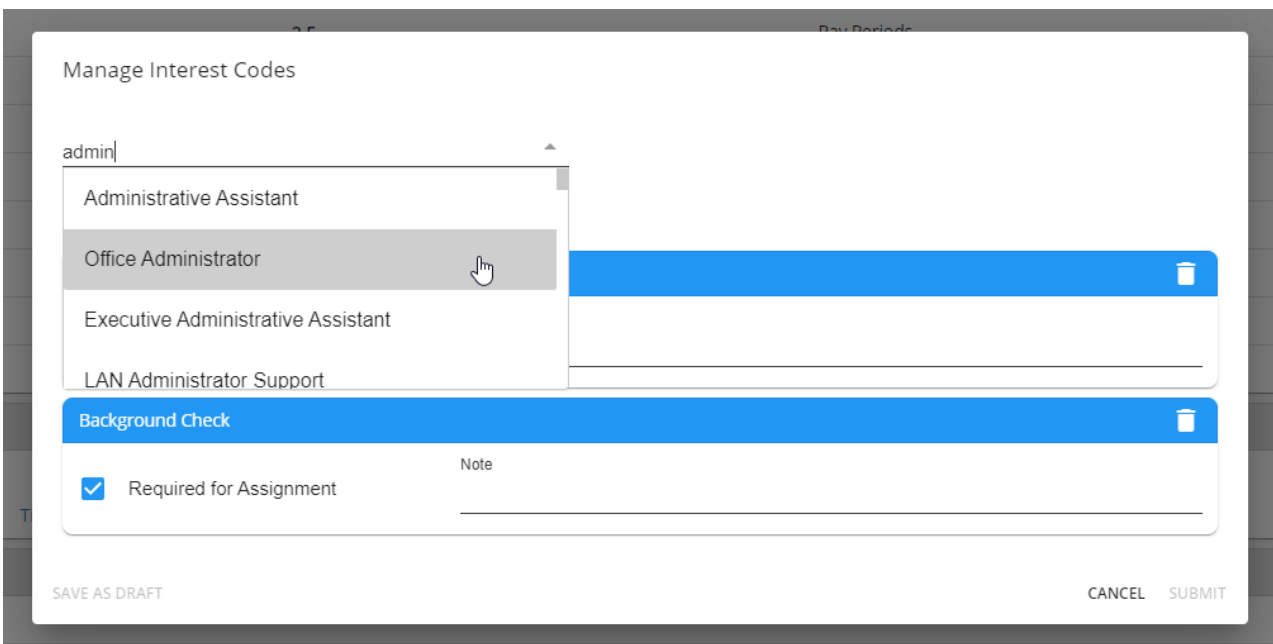 Manage Interest Codes
admin
Administrative Assistant
Office Administrator
Executive Administrative Assistant
LAN Administrator Support
Background Check
Note
Required for Assignment
SAVE AS DRAFT
CANCEL SUBMIT